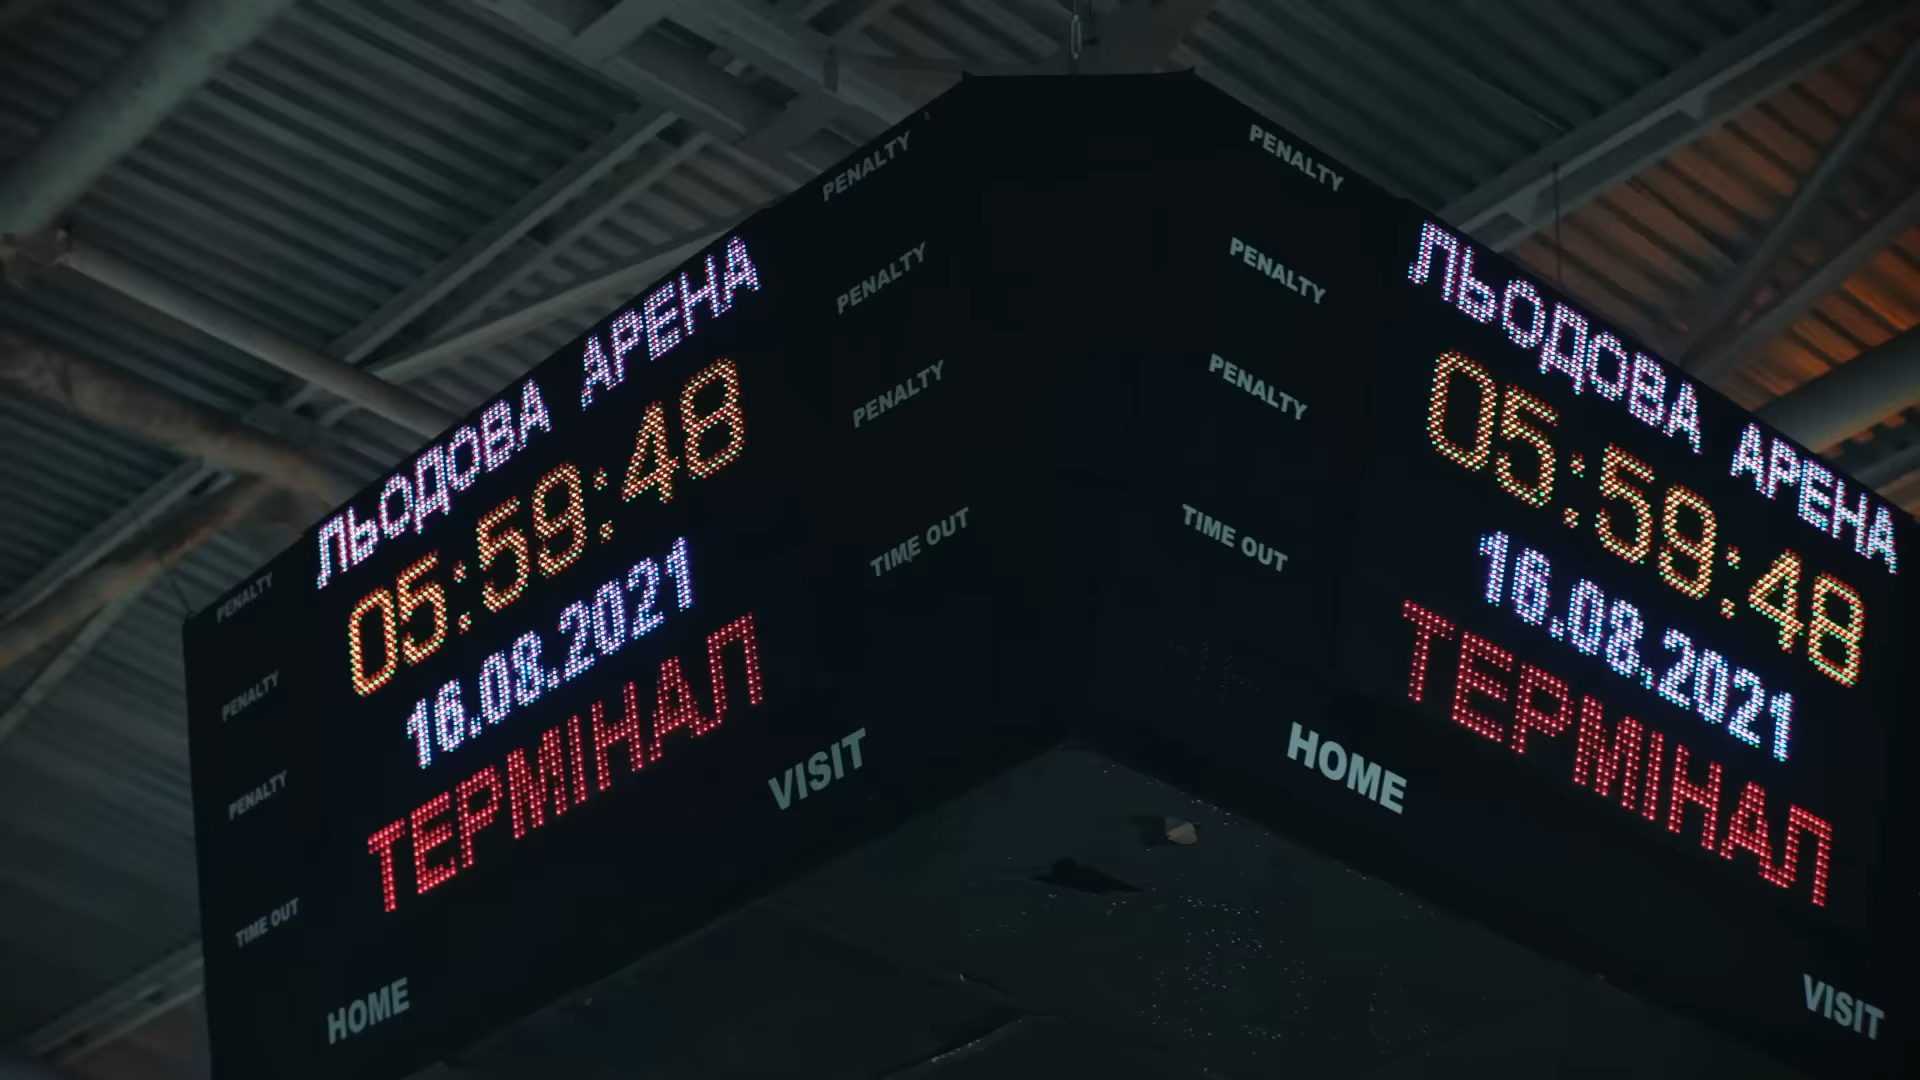 PENALTY
ЛЬОДОВА АРЕНА
PENALTY
05:59:48
PENALTY
16.08.2021
TIME OUT
ТЕРМІНАЛ
VISIT
PENALTY
PENALTY
PENALTY
TIME OUT
HOME
PENALTY
ЛЬОДОВА АРЕНА
PENALTY
05:59:48
PENALTY
16.08.2021
TIME OUT
ТЕРМІНАЛ
HOME
VISIT